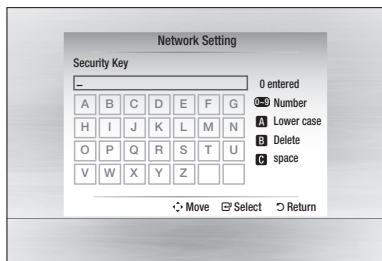 Network Setting
Security Key
_ 0 entered
A B C D E F G 0~9 Number
H I J K L M N A Lower case
O P Q R S T U B Delete
V W X Y Z C space
Move Select Return